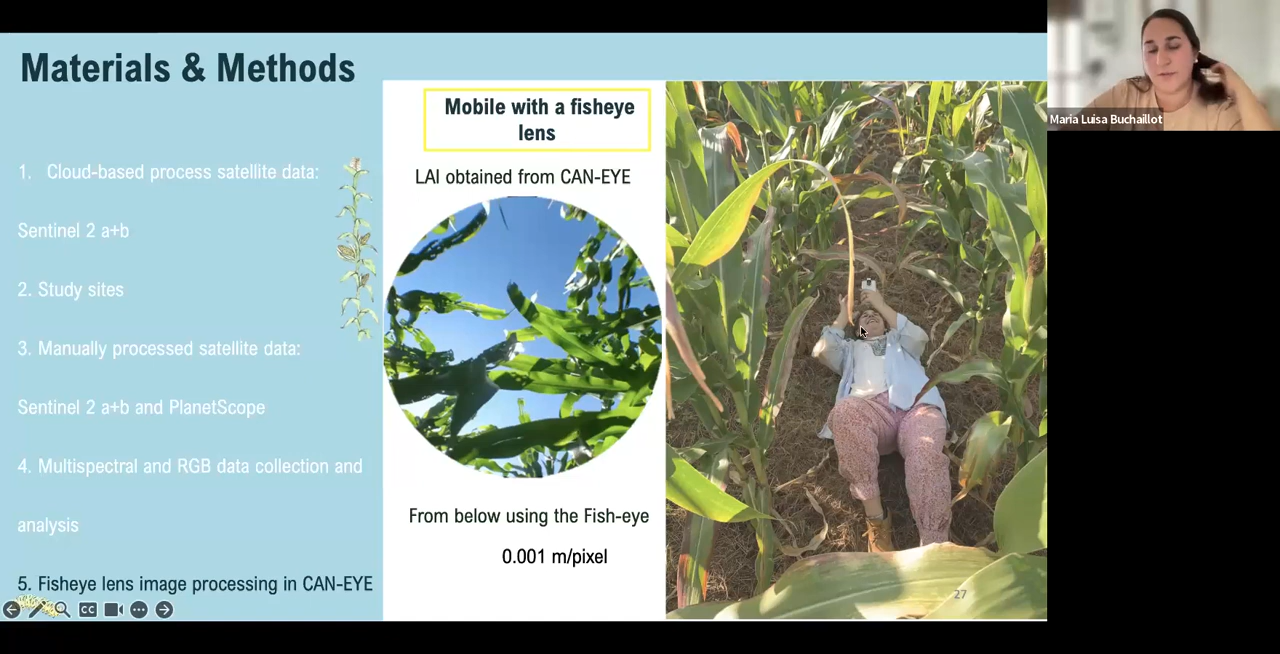 Materials & Methods
1. Cloud-based process satellite data:
Sentinel 2 a+b
2. Study sites
3. Manually processed satellite data:
Sentinel 2 a+b and PlanetScope
4. Multispectral and RGB data collection and
analysis
5. Fisheye lens image processing in CAN-EYE
Mobile with a fisheye
lens
LAI obtained from CAN-EYE
From below using the Fish-eye
0.001 m/pixel
27
CC
Maria Luisa Buchaillot